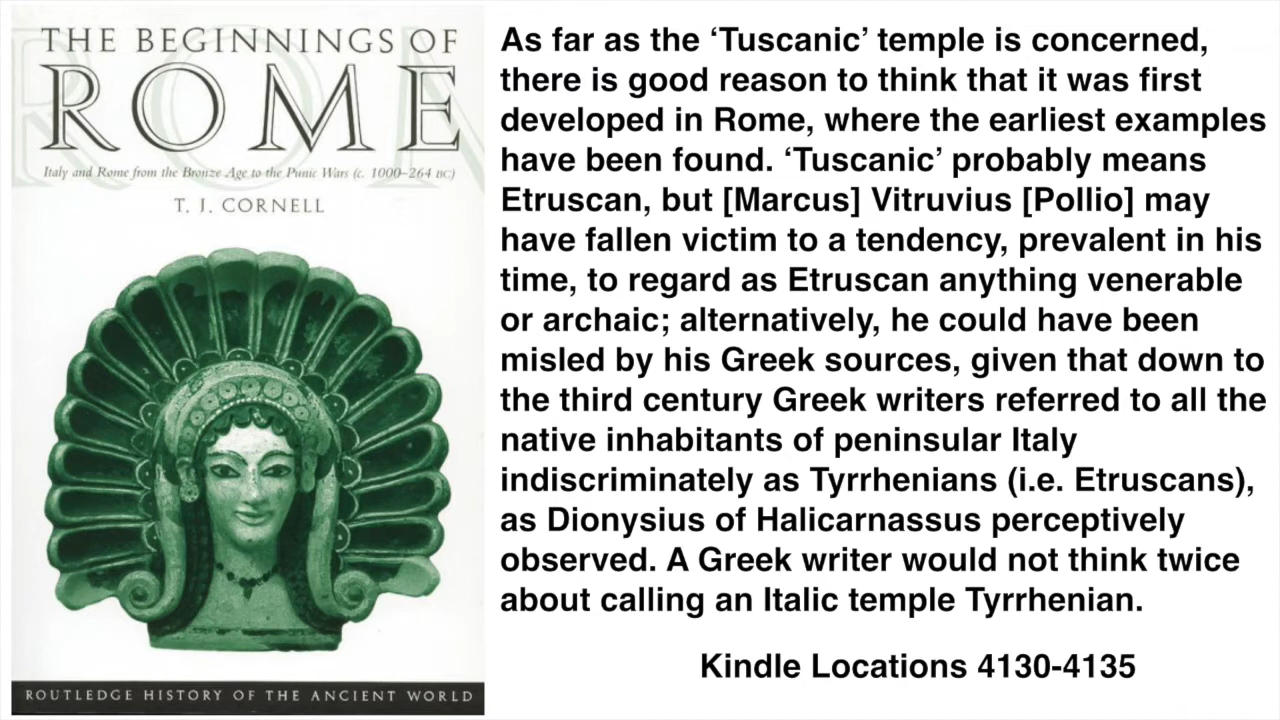 THE BEGINNINGS OF
ROME
Italy and Rome from the Bronze Age to the Punic Wars (c. 1000–264 BC)
T. J. CORNELL
ROUTLEDGE HISTORY OF THE ANCIENT WORLD
As far as the ‘Tuscanic’ temple is concerned,
there is good reason to think that it was first
developed in Rome, where the earliest examples
have been found. ‘Tuscanic’ probably means
Etruscan, but [Marcus] Vitruvius [Pollio] may
have fallen victim to a tendency, prevalent in his
time, to regard as Etruscan anything venerable
or archaic; alternatively, he could have been
misled by his Greek sources, given that down to
the third century Greek writers referred to all the
native inhabitants of peninsular Italy
indiscriminately as Tyrrhenians (i.e. Etruscans),
as Dionysius of Halicarnassus perceptively
observed. A Greek writer would not think twice
about calling an Italic temple Tyrrhenian.
Kindle Locations 4130-4135